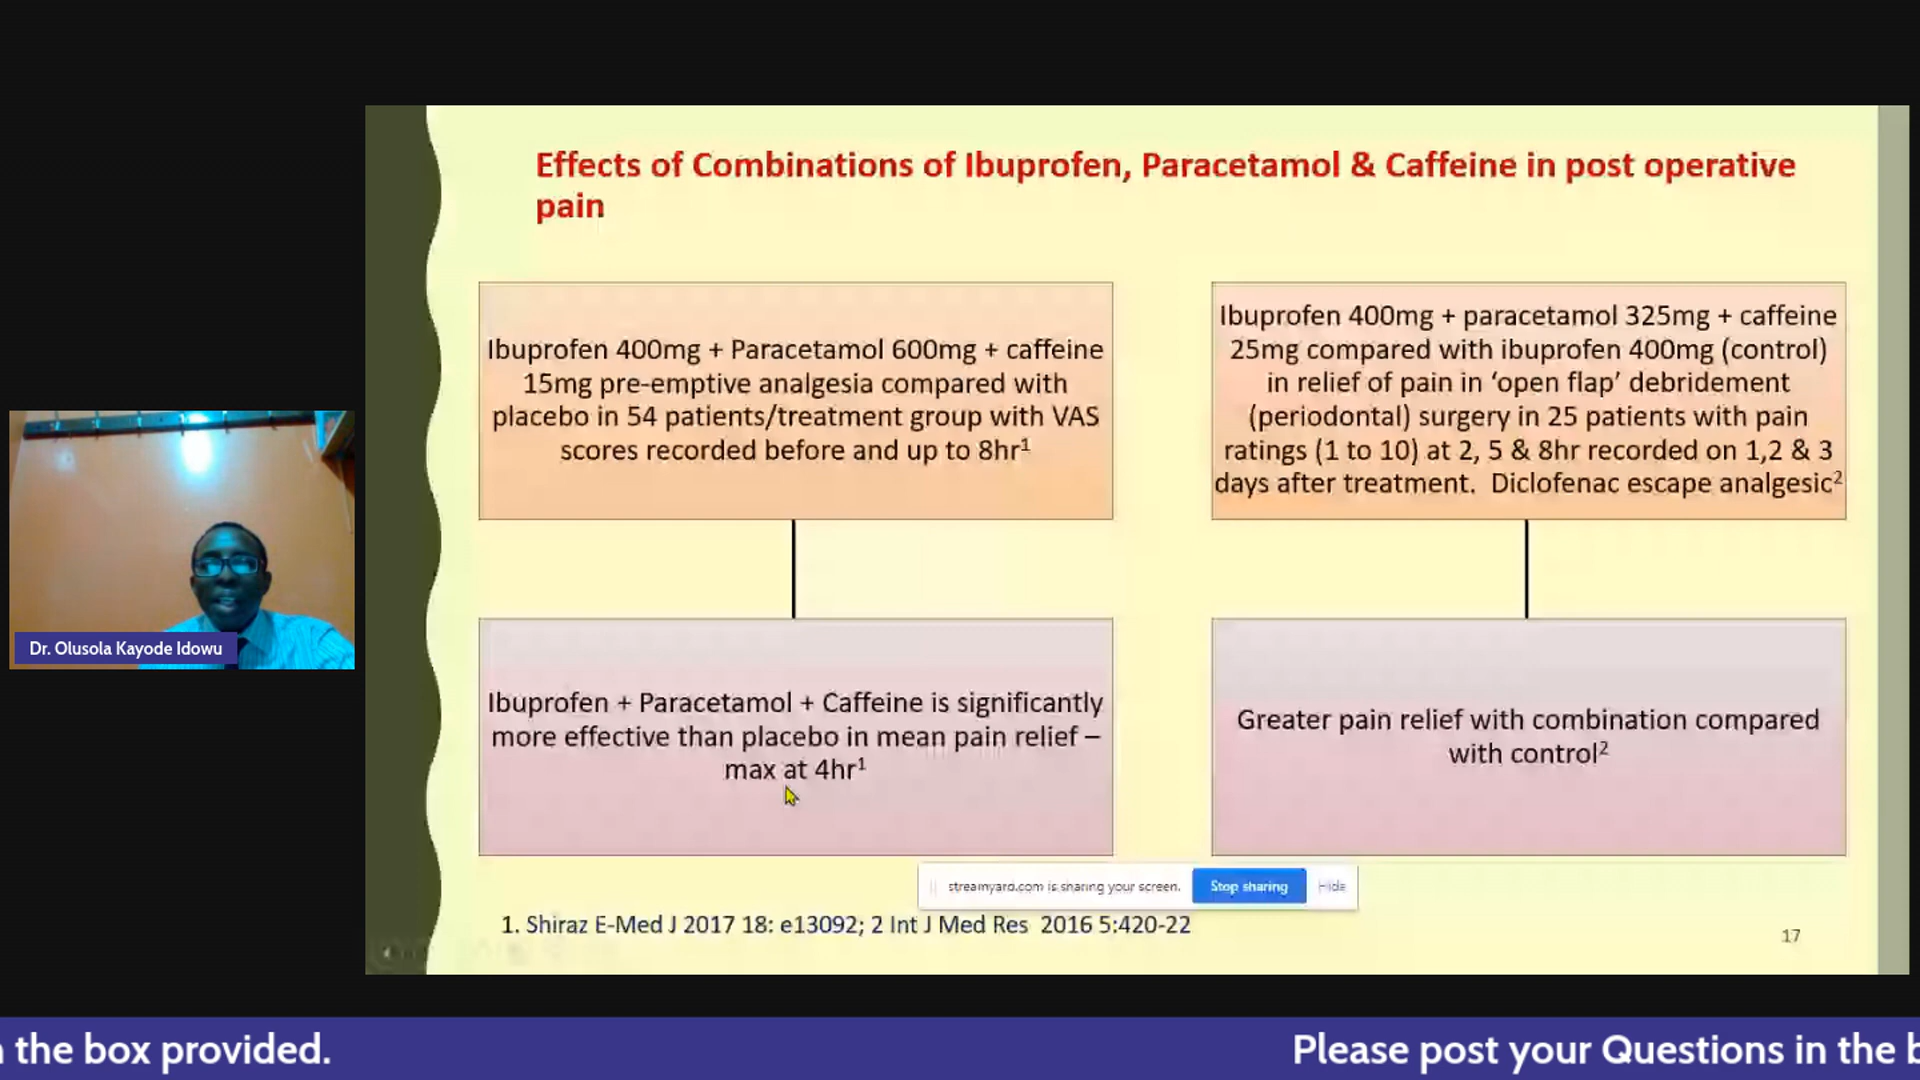 Effects of Combinations of Ibuprofen, Paracetamol & Caffeine in post operative
pain
Ibuprofen 400mg + Paracetamol 600mg + caffeine
15mg pre-emptive analgesia compared with
placebo in 54 patients/treatment group with VAS
scores recorded before and up to 8hr¹
Ibuprofen 400mg + paracetamol 325mg + caffeine
25mg compared with ibuprofen 400mg (control)
in relief of pain in ‘open flap’ debridement
(periodontal) surgery in 25 patients with pain
ratings (1 to 10) at 2, 5 & 8hr recorded on 1,2 & 3
days after treatment. Diclofenac escape analgesic²
Ibuprofen + Paracetamol + Caffeine is significantly
more effective than placebo in mean pain relief –
max at 4hr¹
Greater pain relief with combination compared
with control²
Dr. Olusola Kayode Idowu
streamyard.com is sharing your screen.
Stop sharing
Hide
1. Shiraz E-Med J 2017 18: e13092; 2 Int J Med Res 2016 5:420-22
17
the box provided.
Please post your Questions in the